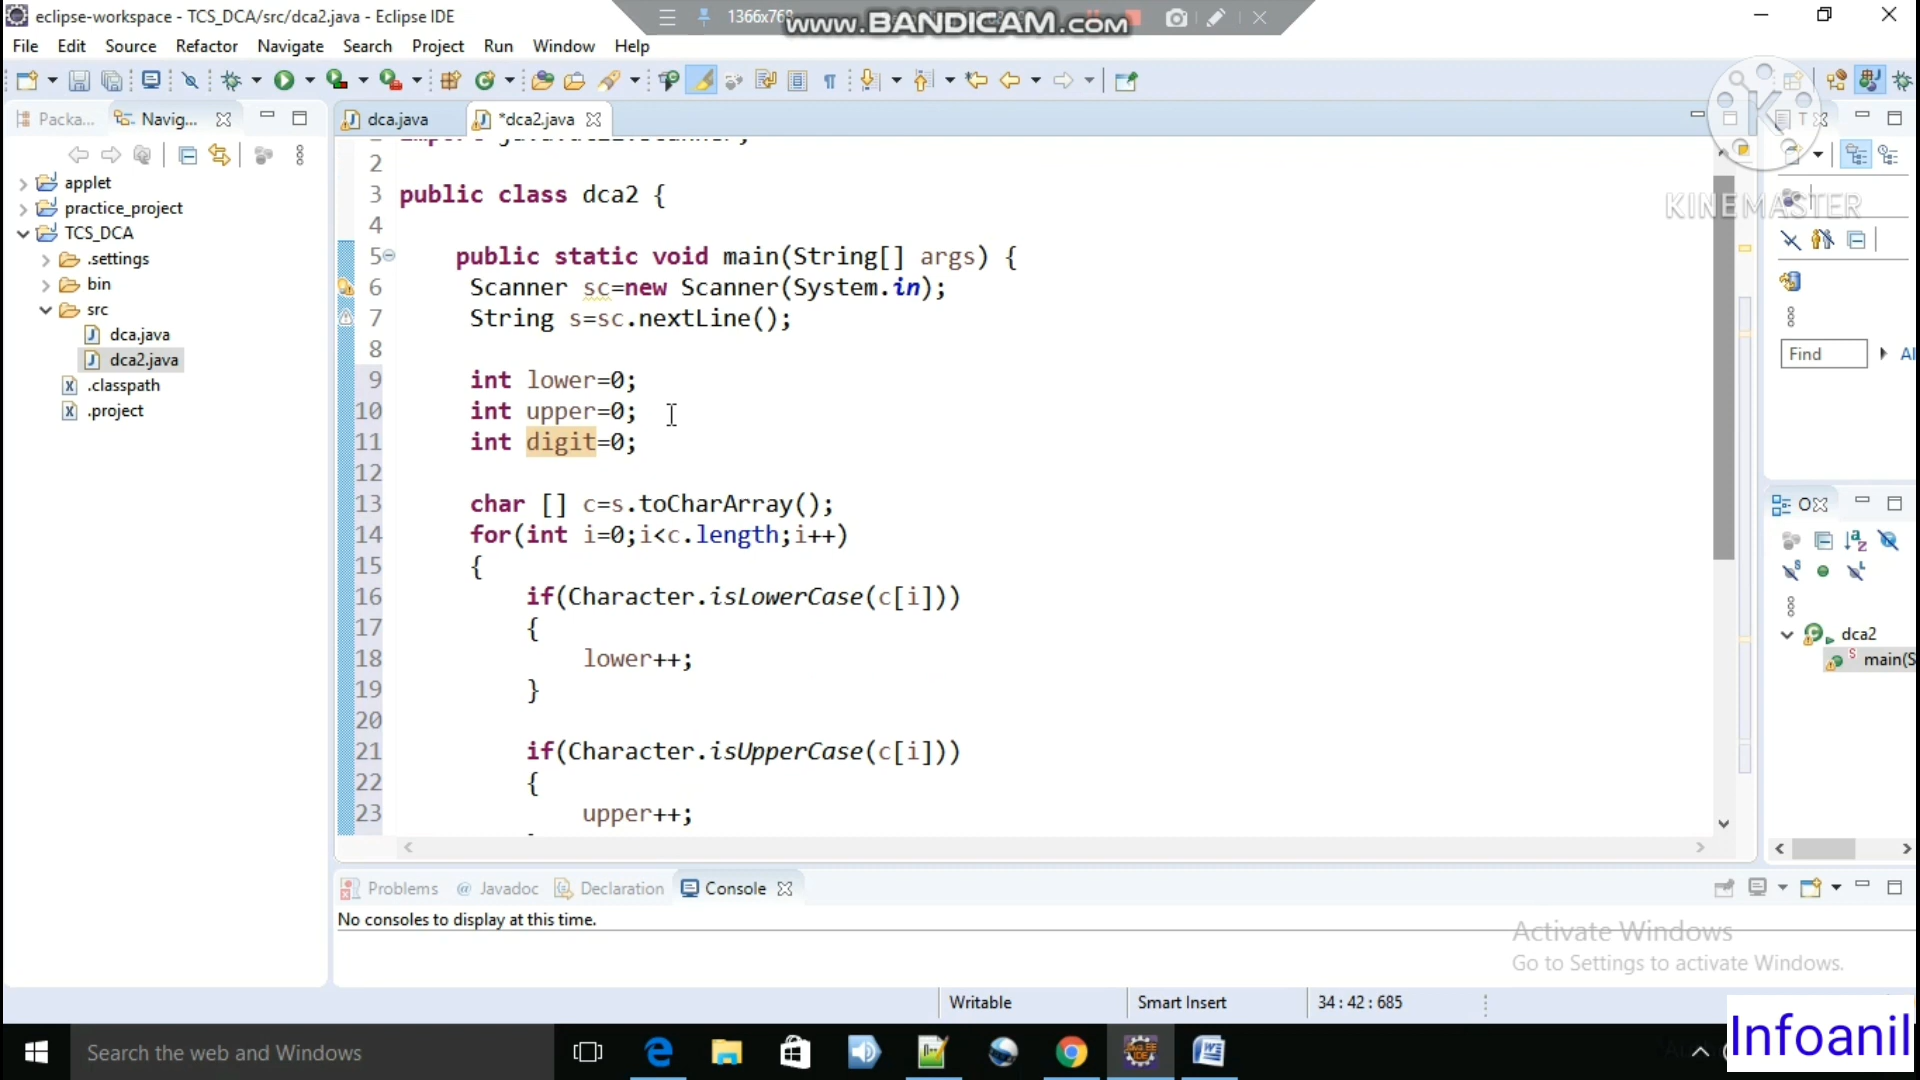 eclipse-workspace - TCS_DCA/src/dca2.java - Eclipse IDE
1366x768
www.BANDICAM.com
File Edit Source Refactor Navigate Search Project Run Window Help
Packa...
Navig...
dca.java
*dca2.java
applet
practice_project
TCS_DCA
.settings
bin
src
dca.java
dca2.java
.classpath
.project
2
3 public class dca2 {
4
5 public static void main(String[] args) {
6 Scanner sc=new Scanner(System.in);
7 String s=sc.nextLine();
8
9 int lower=0;
10 int upper=0;
11 int digit=0;
12
13 char [] c=s.toCharArray();
14 for(int i=0;i<c.length;i++)
15 {
16 if(Character.isLowerCase(c[i]))
17 {
18 lower++;
19 }
20
21 if(Character.isUpperCase(c[i]))
22 {
23 upper++;
K
T
KINEMASTER
Find
Al
O
dca2
main(S
Problems
@ Javadoc
Declaration
Console
No consoles to display at this time.
Activate Windows
Go to Settings to activate Windows.
Writable
Smart Insert
34 : 42 : 685
Search the web and Windows
Infoanil